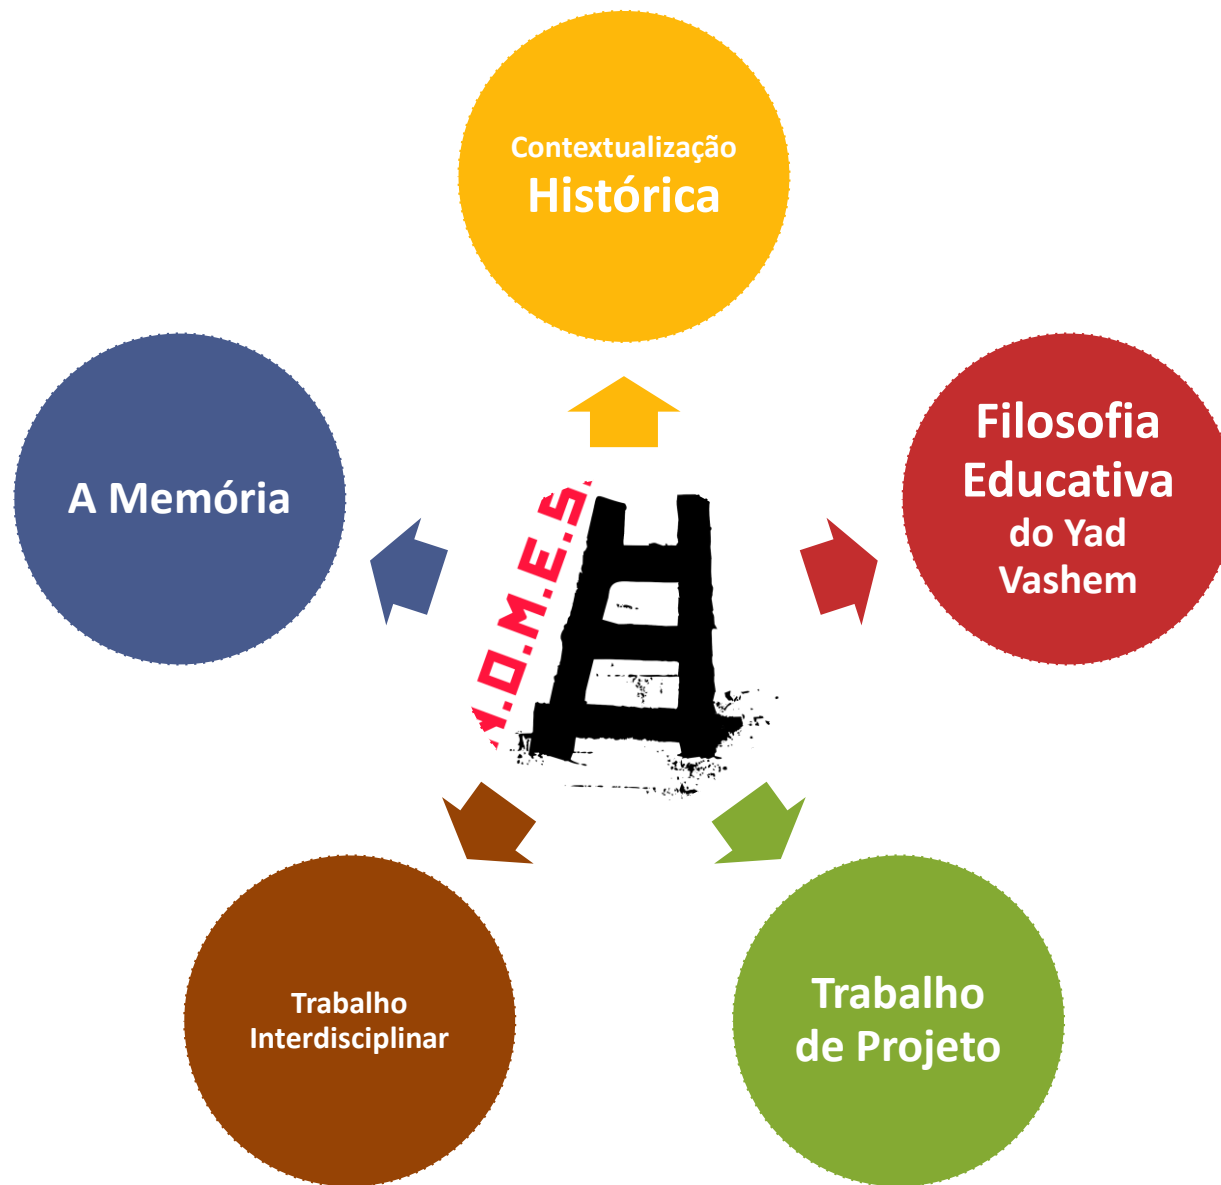 Contextualização
Histórica
Filosofia
Educativa
do Yad
Vashem
A Memória
N.O.M.E.S.
Trabalho
de Projeto
Trabalho
Interdisciplinar